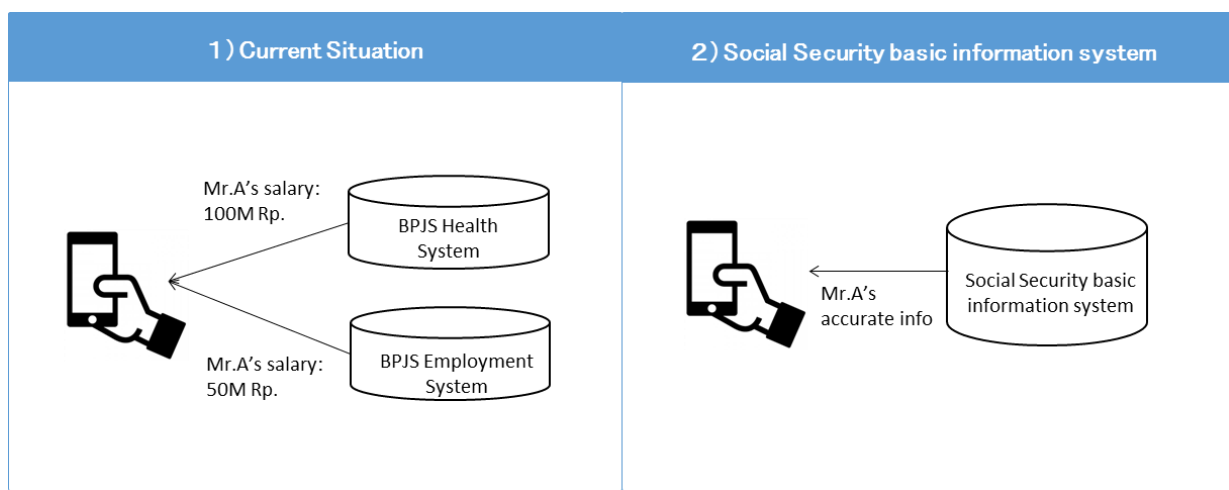 1）Current Situation
2）Social Security basic information system
Mr.A's salary:
100M Rp.
BPJS Health
System
Mr.A's salary:
50M Rp.
BPJS Employment
System
Mr.A's
accurate info
Social Security basic
information system